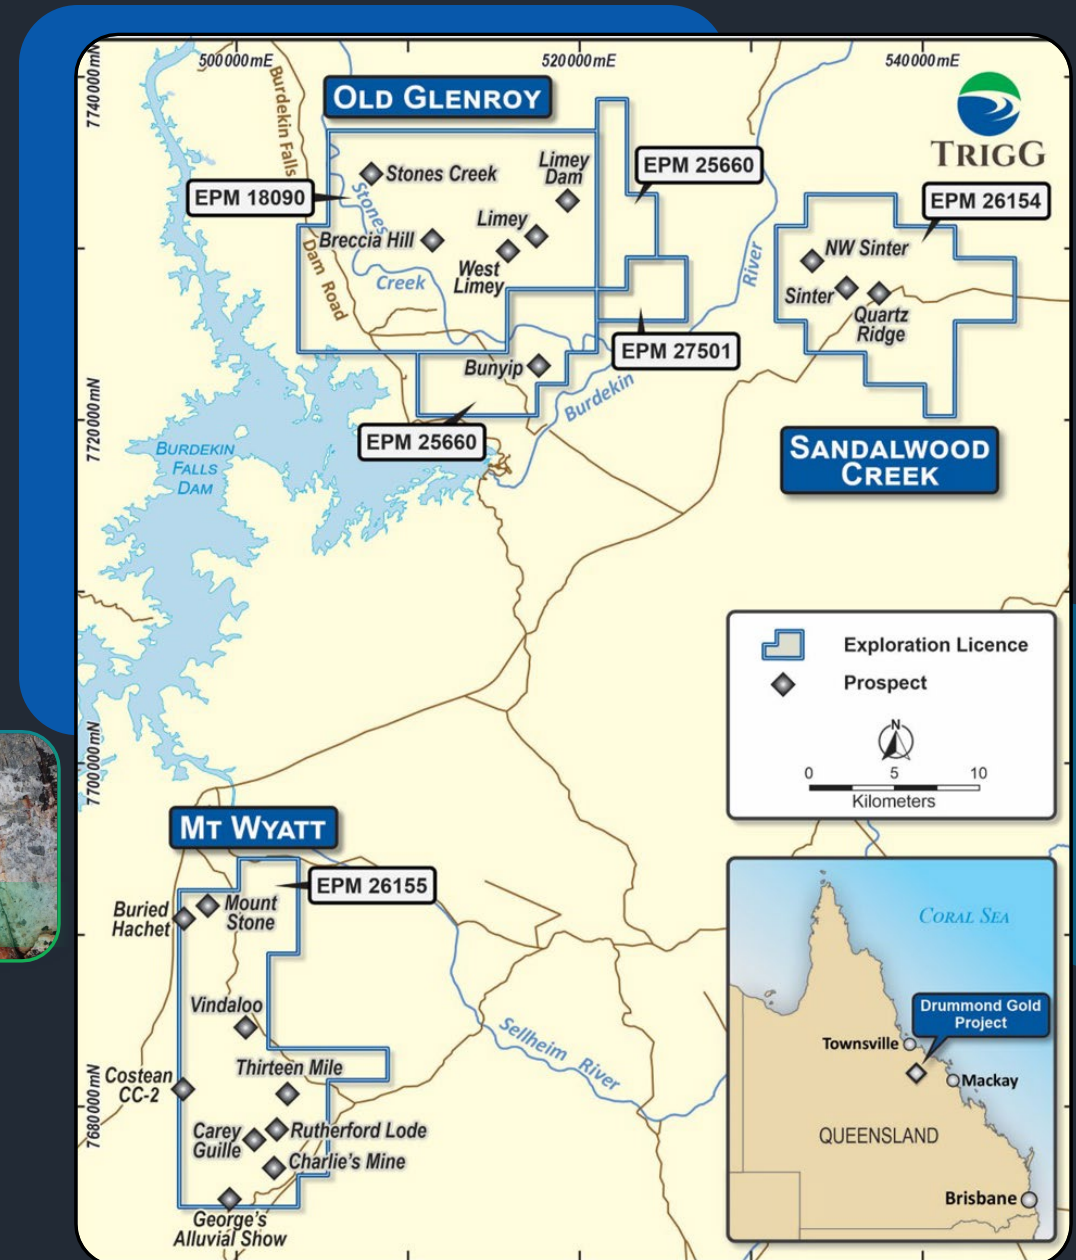 500000mE
520000mE
540000mE
7740000mN
7720000mN
7700000mN
7680000mN
OLD GLENROY
TRIGG
Burdekin Falls
Dam Road
EPM 18090
EPM 25660
EPM 26154
Stones Creek
Limey
Dam
Limey
Breccia Hill
West
Limey
Stones
Creek
River
NW Sinter
Sinter
Quartz
Ridge
EPM 27501
Bunyip
Burdekin
EPM 25660
SANDALWOOD
CREEK
BURDEKIN
FALLS
DAM
Exploration Licence
Prospect
N
0 5 10
Kilometers
MT WYATT
EPM 26155
Buried
Hachet
Mount
Stone
Vindaloo
Sellheim River
Thirteen Mile
Costean
CC-2
Carey
Guille
Rutherford Lode
Charlie's Mine
George's
Alluvial Show
CORAL SEA
Drummond Gold
Project
Townsville
Mackay
QUEENSLAND
Brisbane